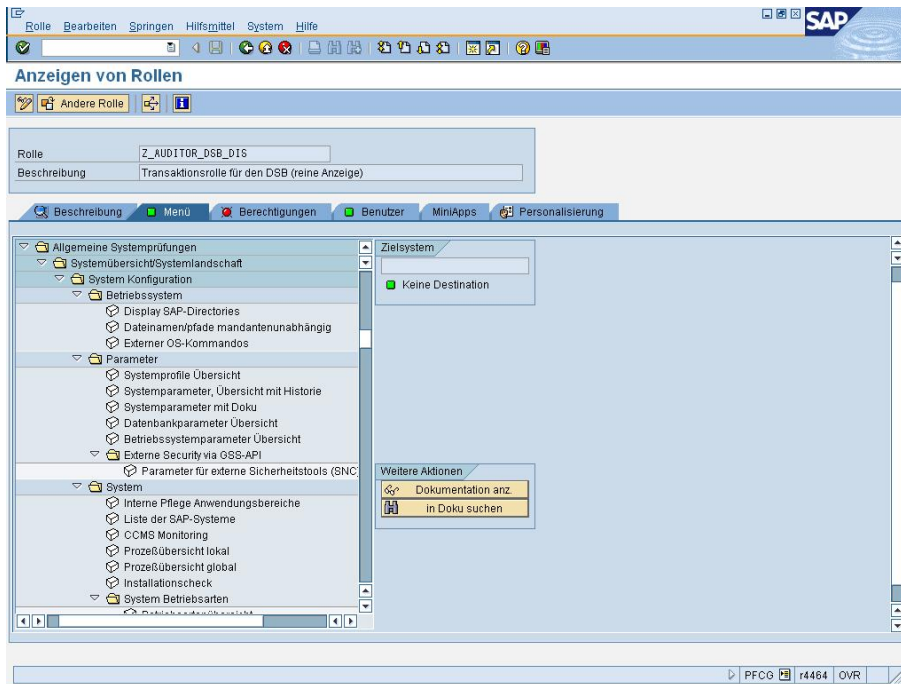 Rolle Bearbeiten Springen Hilfsmittel System Hilfe
SAP
Anzeigen von Rollen
Andere Rolle
Rolle Z_AUDITOR_DSB_DIS
Beschreibung Transaktionsrolle für den DSB (reine Anzeige)
Beschreibung Menü Berechtigungen Benutzer MiniApps Personalisierung
Allgemeine Systemprüfungen
Systemübersicht/Systemlandschaft
System Konfiguration
Betriebssystem
Display SAP-Directories
Dateinamen/pfade mandantenunabhängig
Externer OS-Kommandos
Parameter
Systemprofile Übersicht
Systemparameter, Übersicht mit Historie
Systemparameter mit Doku
Datenbankparameter Übersicht
Betriebssystemparameter Übersicht
Externe Security via GSS-API
Parameter für externe Sicherheitstools (SNC)
System
Interne Pflege Anwendungsbereiche
Liste der SAP-Systeme
CCMS Monitoring
Prozeßübersicht lokal
Prozeßübersicht global
Installationscheck
System Betriebsarten
Betriebsartenübersicht
Zielsystem
Keine Destination
Weitere Aktionen
Dokumentation anz.
in Doku suchen
PFCG r4464 OVR